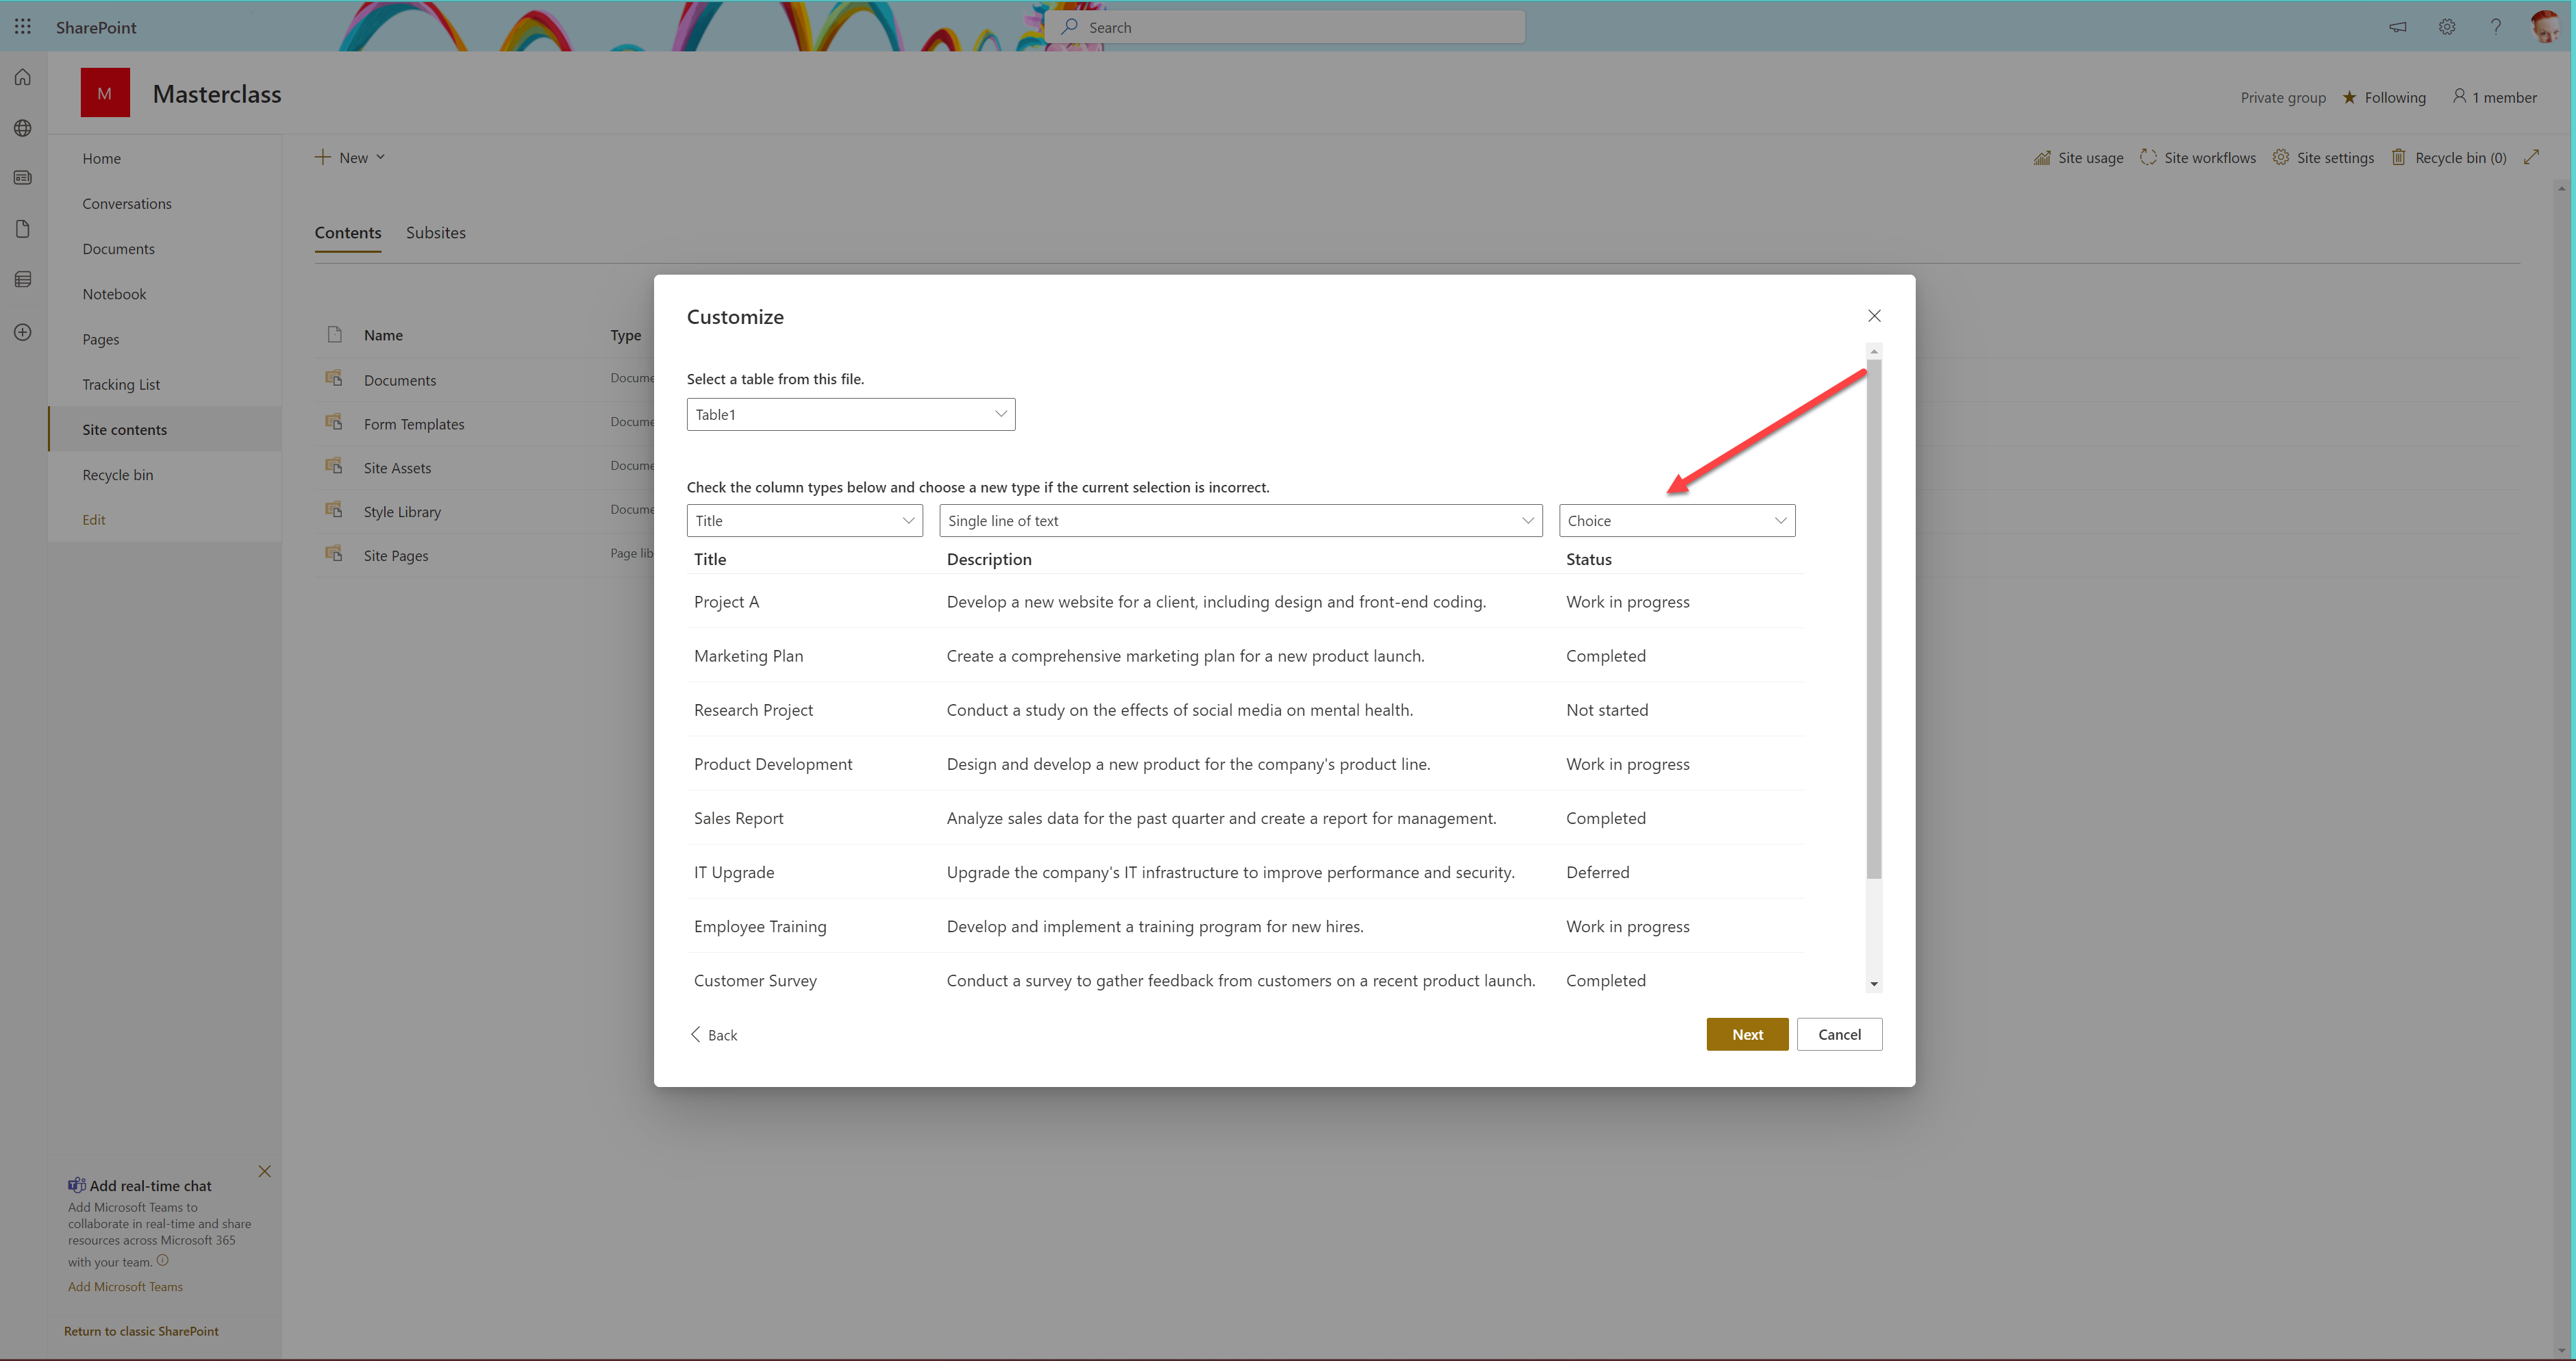 SharePoint
Search
M
Masterclass
Private group
Following
1 member
Home
Conversations
Documents
Notebook
Pages
Tracking List
Site contents
Recycle bin
Edit
New
Site usage
Site workflows
Site settings
Recycle bin (0)
Contents
Subsites
Name
Type
Documents
Docume
Form Templates
Docume
Site Assets
Docume
Style Library
Docume
Site Pages
Page lib
Customize
Select a table from this file.
Table1
Check the column types below and choose a new type if the current selection is incorrect.
Title
Single line of text
Choice
Title
Description
Status
Project A
Develop a new website for a client, including design and front-end coding.
Work in progress
Marketing Plan
Create a comprehensive marketing plan for a new product launch.
Completed
Research Project
Conduct a study on the effects of social media on mental health.
Not started
Product Development
Design and develop a new product for the company's product line.
Work in progress
Sales Report
Analyze sales data for the past quarter and create a report for management.
Completed
IT Upgrade
Upgrade the company's IT infrastructure to improve performance and security.
Deferred
Employee Training
Develop and implement a training program for new hires.
Work in progress
Customer Survey
Conduct a survey to gather feedback from customers on a recent product launch.
Completed
Back
Next
Cancel
Add real-time chat
Add Microsoft Teams to
collaborate in real-time and share
resources across Microsoft 365
with your team.
Add Microsoft Teams
Return to classic SharePoint